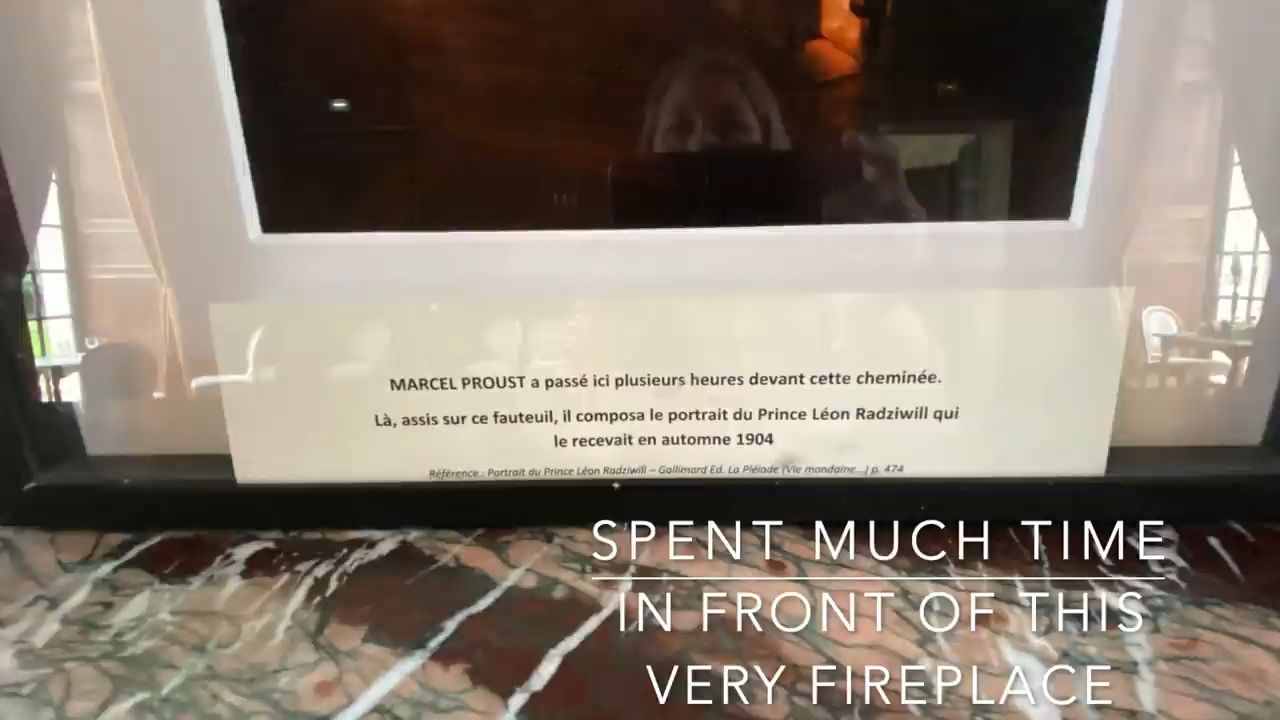 MARCEL PROUST a passé ici plusieurs heures devant cette cheminée.
Là, assis sur ce fauteuil, il composa le portrait du Prince Léon Radziwill qui
le recevait en automne 1904
Référence : Portrait du Prince Léon Radziwill – Gallimard Ed. La Pléiade (Vie mondaine...) p. 474
SPENT MUCH TIME
IN FRONT OF THIS
VERY FIREPLACE